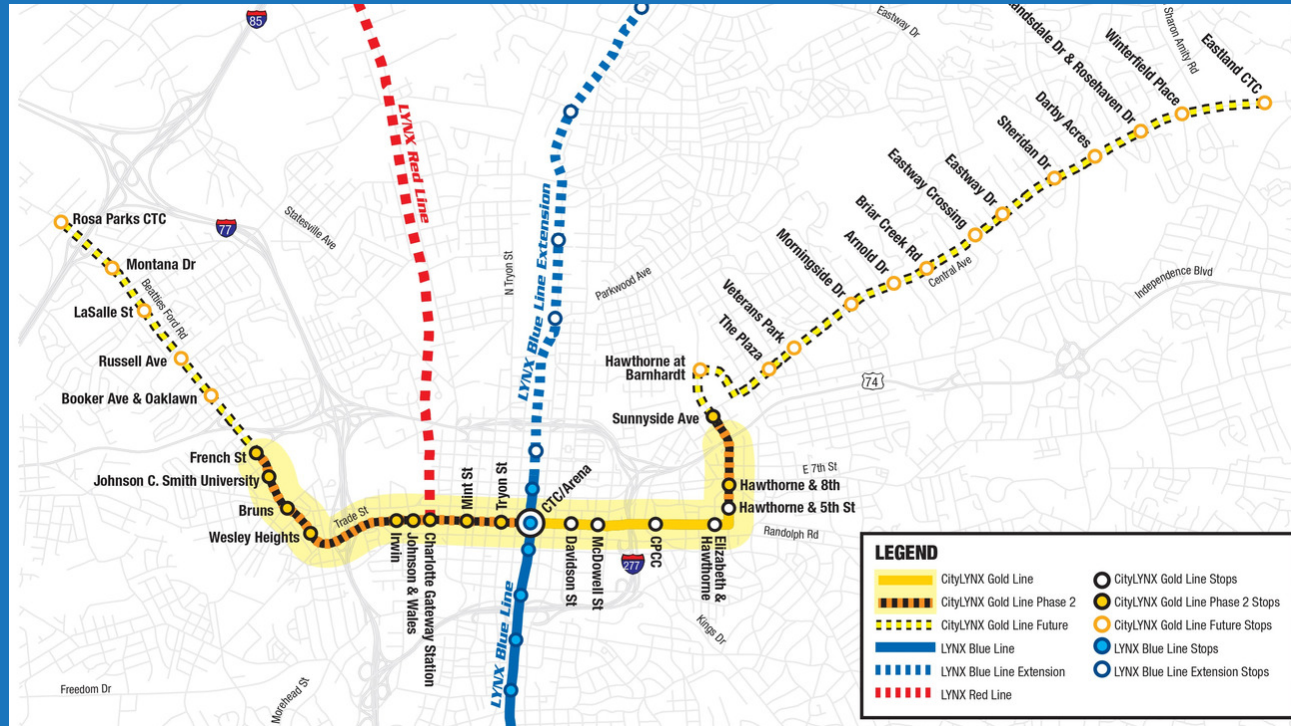 85
Eastway Dr
Sharon Amity Rd
andsdale Dr & Rosehaven Dr
Winterfield Place
Eastland CTC
Darby Acres
Sheridan Dr
Eastway Dr
Eastway Crossing
Briar Creek Rd
Arnold Dr
Morningside Dr
Central Ave
Independence Blvd
Veterans Park
The Plaza
Hawthorne at
Barnhardt
74
Sunnyside Ave
LYNX Red Line
LYNX Blue Line Extension
N Tryon St
Parkwood Ave
Rosa Parks CTC
77
Statesville Ave
Montana Dr
Beatties Ford Rd
LaSalle St
Russell Ave
Booker Ave & Oaklawn
French St
Johnson C. Smith University
Bruns
Wesley Heights
Trade St
Irwin
Johnson & Wales
Charlotte Gateway Station
Mint St
Tryon St
CTC/Arena
Davidson St
McDowell St
CPCC
277
Elizabeth &
Hawthorne
E 7th St
Hawthorne & 8th
Hawthorne & 5th St
Randolph Rd
Kings Dr
LYNX Blue Line
Freedom Dr
Morehead St
LEGEND
CityLYNX Gold Line
CityLYNX Gold Line Phase 2
CityLYNX Gold Line Future
LYNX Blue Line
LYNX Blue Line Extension
LYNX Red Line
CityLYNX Gold Line Stops
CityLYNX Gold Line Phase 2 Stops
CityLYNX Gold Line Future Stops
LYNX Blue Line Stops
LYNX Blue Line Extension Stops